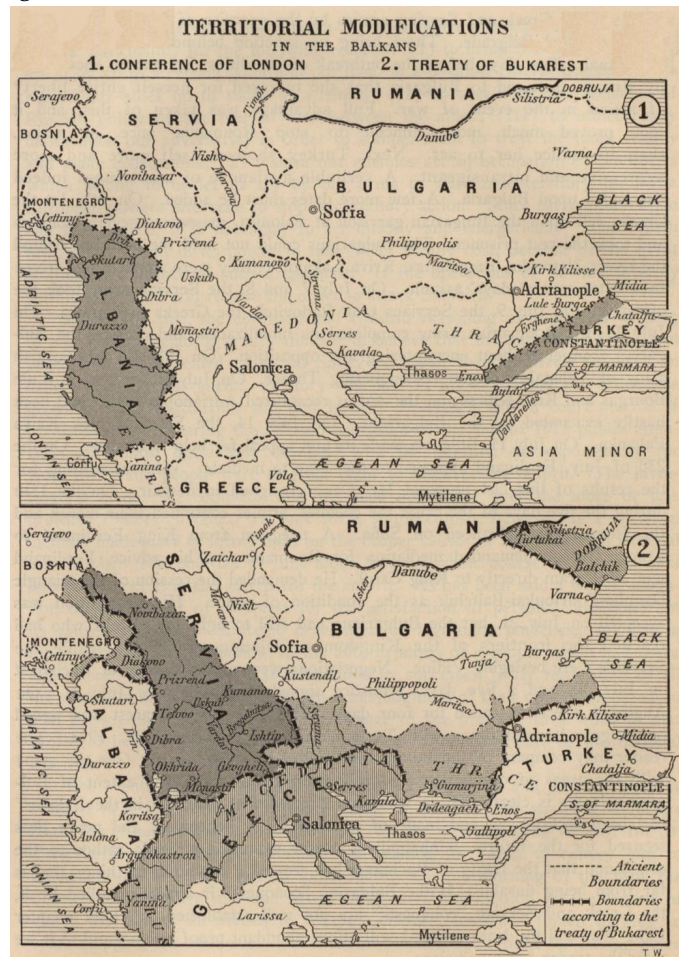 TERRITORIAL MODIFICATIONS
IN THE BALKANS
1. CONFERENCE OF LONDON 2. TREATY OF BUKAREST
RUMANIA
DOBRUJA
Silistria
1
Serajevo
BOSNIA
SERVIA
Timok
Danube
Varna
Nish
Morava
Novibazar
BULGARIA
BLACK
SEA
MONTENEGRO
Cettinje
Sofia
Burgas
Diakovo
Drin
Prizrend
Philippopolis
Maritsa
Kirk Kilisse
Skutari
Uskub
Kumanovo
Struma
Adrianople
Midia
ADRIATIC SEA
ALBANIA
Dibra
Vardar
Lule-Burgas
Chatalja
Durazzo
Monastir
MACEDONIA
Serres
THRACE
Erghene
TURKEY
CONSTANTINOPLE
Kavala
Salonica
Thasos
Enos
S. OF MARMARA
Bulair
Dardanelles
IONIAN SEA
Corfu
Yanina
EPIRUS
GREECE
Volo
ÆGEAN SEA
ASIA MINOR
Mytilene
RUMANIA
Silistria
Turtukai
DOBRUJA
2
Serajevo
BOSNIA
SERVIA
Zaichar
Timok
Danube
Balchik
Isker
Varna
Morava
Nish
Novibazar
BULGARIA
BLACK
SEA
MONTENEGRO
Cettinje
Sofia
Burgas
Diakovo
Kustendil
Tunja
Prizrend
Philippopoli
Maritsa
Skutari
Kumanovo
Uskub
Tetovo
Bregalnitsa
Struma
Kirk Kilisse
ADRIATIC SEA
ALBANIA
Drin
Dibra
Vardar
Ishtip
Adrianople
Midia
TURKEY
Durazzo
Okhrida
Gevgheli
MACEDONIA
THRACE
Chatalja
Monastir
Serres
Gumurjina
CONSTANTINOPLE
Koritsa
Kavala
Dedeagach
Enos
S. OF MARMARA
Avlona
Salonica
Thasos
Gallipoli
Argyrokastron
GREECE
IONIAN SEA
EPIRUS
Corfu
Yanina
Larissa
ÆGEAN SEA
Mytilene
Ancient
Boundaries
Boundaries
according to the
treaty of Bukarest
T.W.